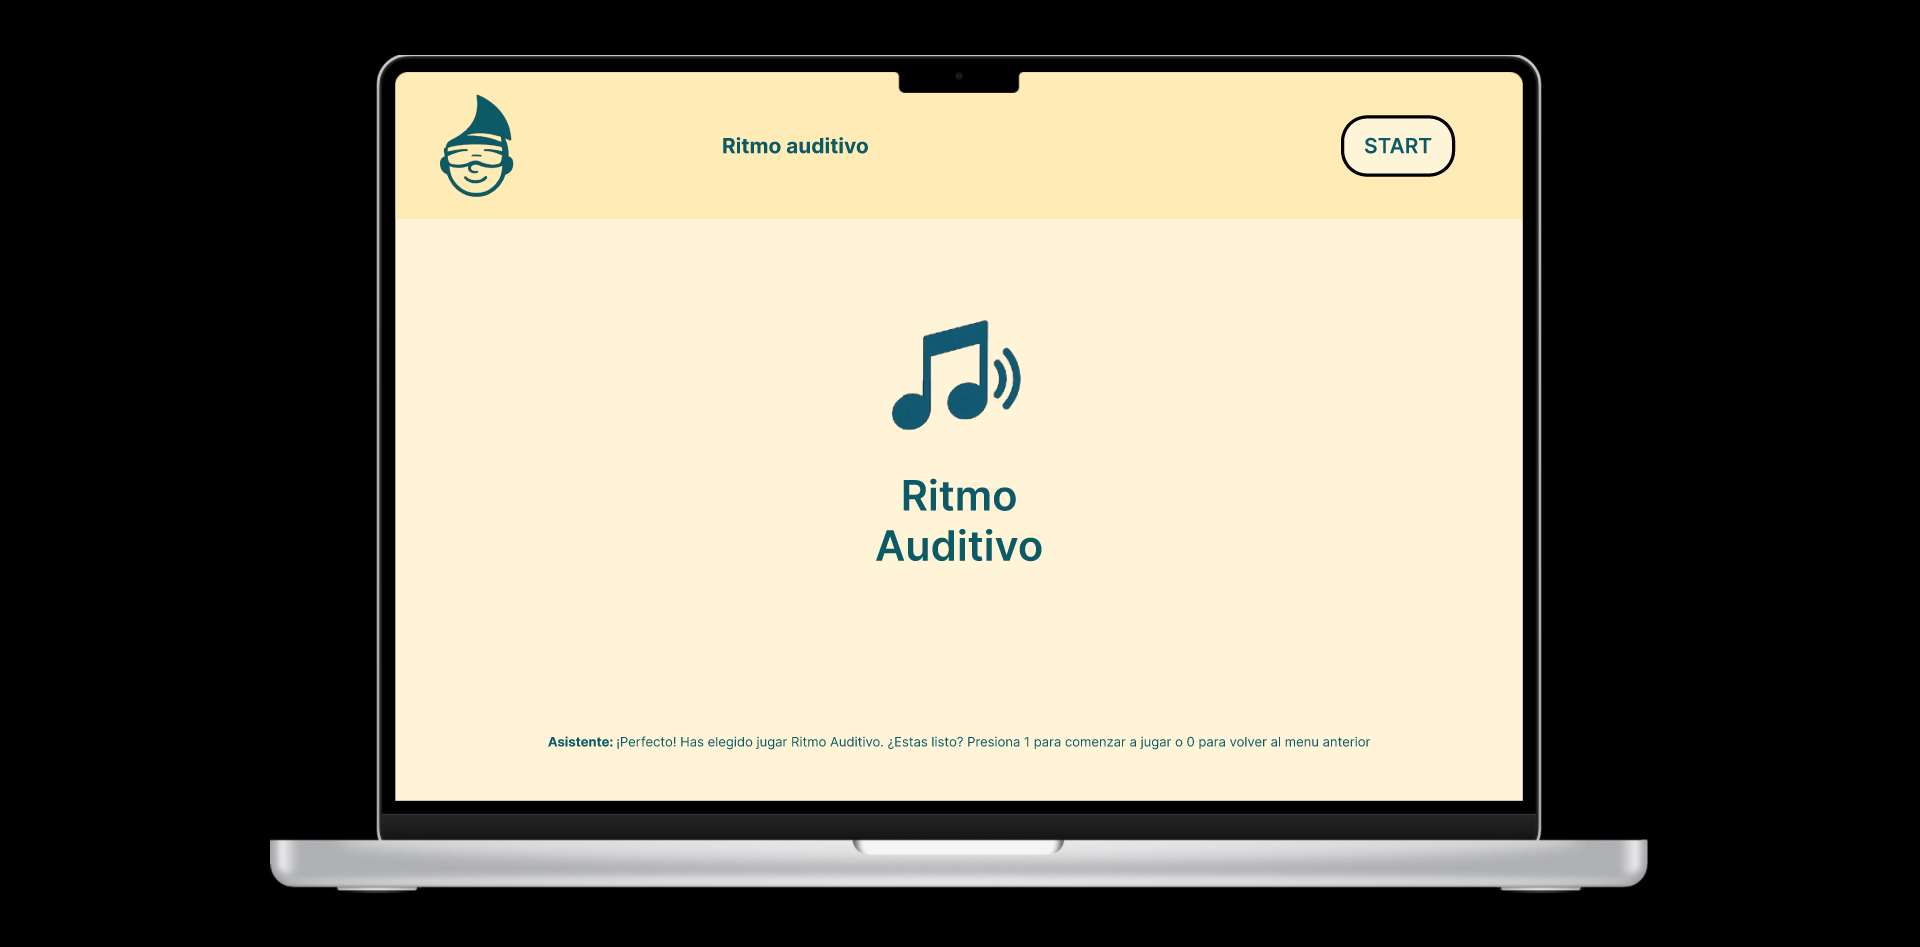 Ritmo auditivo
START
Ritmo
Auditivo
Asistente: ¡Perfecto! Has elegido jugar Ritmo Auditivo. ¿Estas listo? Presiona 1 para comenzar a jugar o 0 para volver al menu anterior